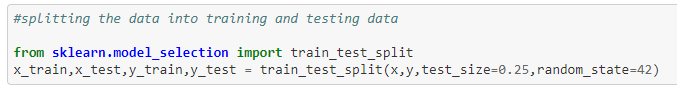 #splitting the data into training and testing data
from sklearn.model_selection import train_test_split
x_train,x_test,y_train,y_test = train_test_split(x,y,test_size=0.25,random_state=42)